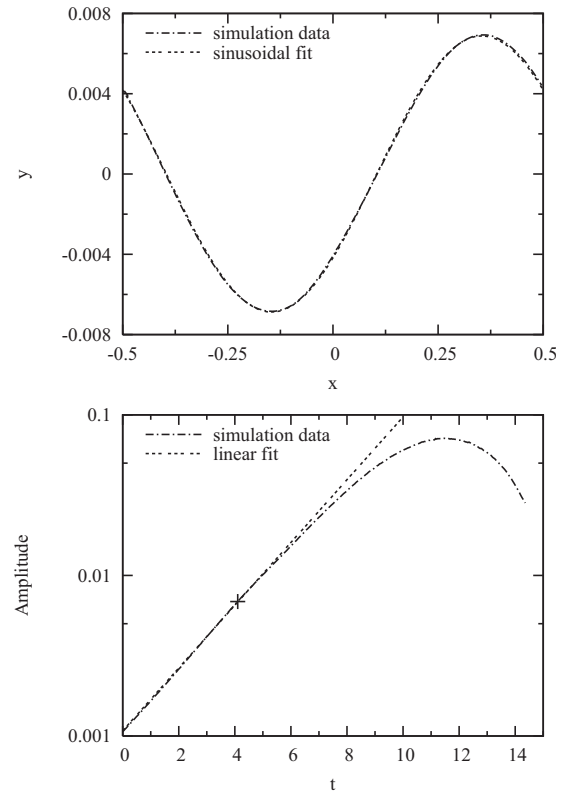 0.008
simulation data
sinusoidal fit
0.004
y
0
-0.004
-0.008
-0.5
-0.25
0
0.25
0.5
x
0.1
simulation data
linear fit
Amplitude
0.01
0.001
0
2
4
6
8
10
12
14
t